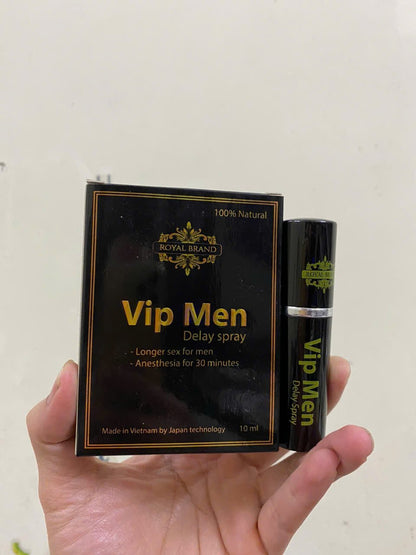 100% Natural
ROYAL BRAND
Vip Men
Delay spray
- Longer sex for men
- Anesthesia for 30 minutes
Made in Vietnam by Japan technology
10 ml
ROYAL BRAND
Vip Men
Delay Spray